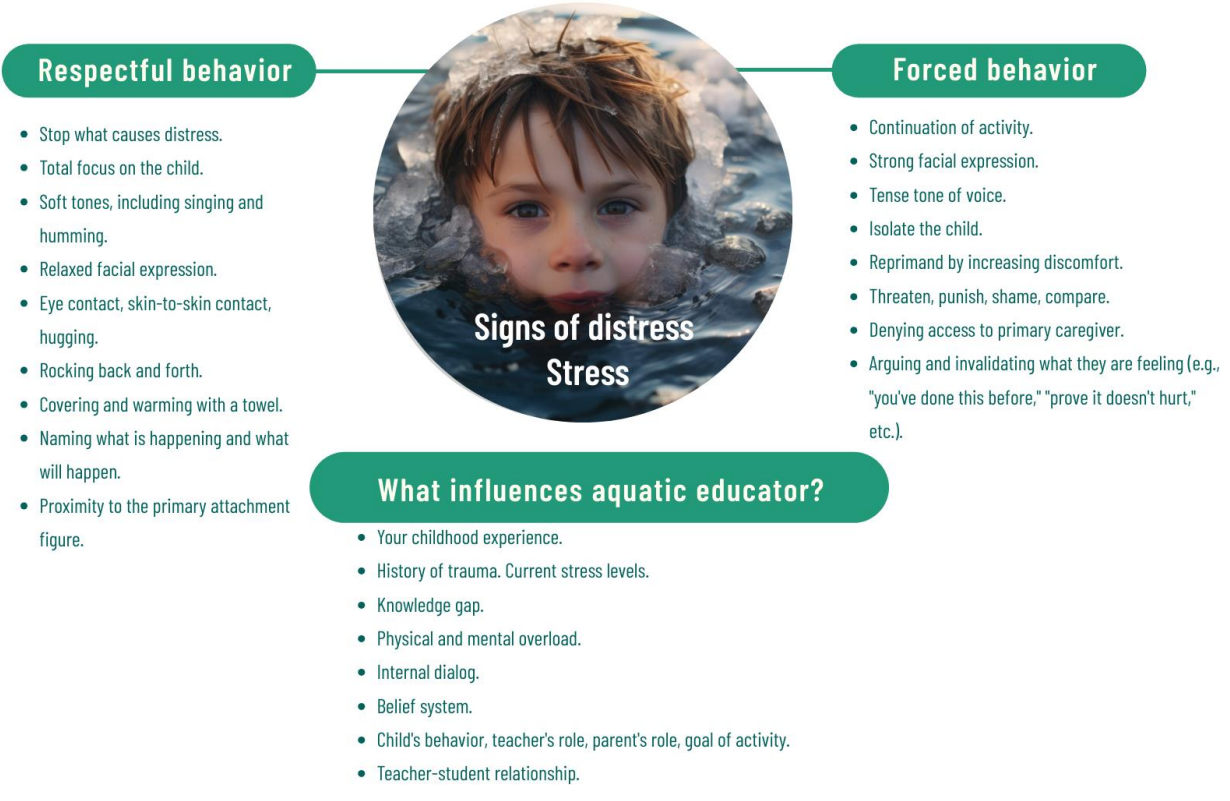 Respectful behavior
Stop what causes distress.
Total focus on the child.
Soft tones, including singing and
humming.
Relaxed facial expression.
Eye contact, skin-to-skin contact,
hugging.
Rocking back and forth.
Covering and warming with a towel.
Naming what is happening and what
will happen.
Proximity to the primary attachment
figure.
Signs of distress
Stress
Forced behavior
Continuation of activity.
Strong facial expression.
Tense tone of voice.
Isolate the child.
Reprimand by increasing discomfort.
Threaten, punish, shame, compare.
Denying access to primary caregiver.
Arguing and invalidating what they are feeling (e.g.,
"you've done this before," "prove it doesn't hurt,"
etc.).
What influences aquatic educator?
Your childhood experience.
History of trauma. Current stress levels.
Knowledge gap.
Physical and mental overload.
Internal dialog.
Belief system.
Child's behavior, teacher's role, parent's role, goal of activity.
Teacher-student relationship.